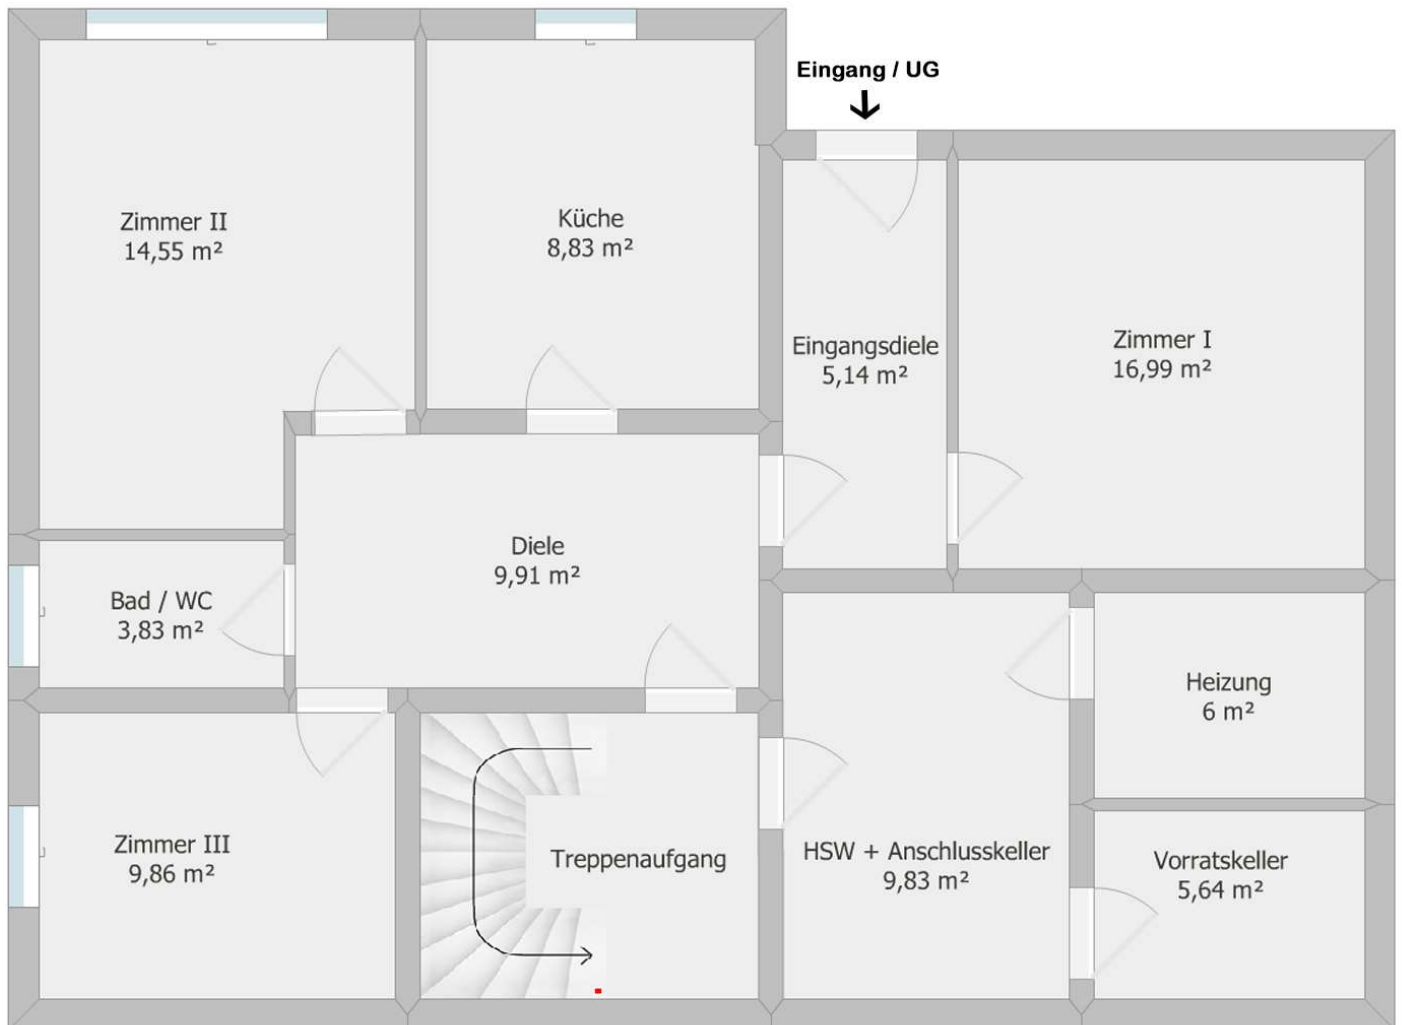 Eingang / UG
Zimmer II
14,55 m²
Küche
8,83 m²
Eingangsdiele
5,14 m²
Zimmer I
16,99 m²
Diele
9,91 m²
Bad / WC
3,83 m²
Heizung
6 m²
Zimmer III
9,86 m²
Treppenaufgang
HSW + Anschlusskeller
9,83 m²
Vorratskeller
5,64 m²